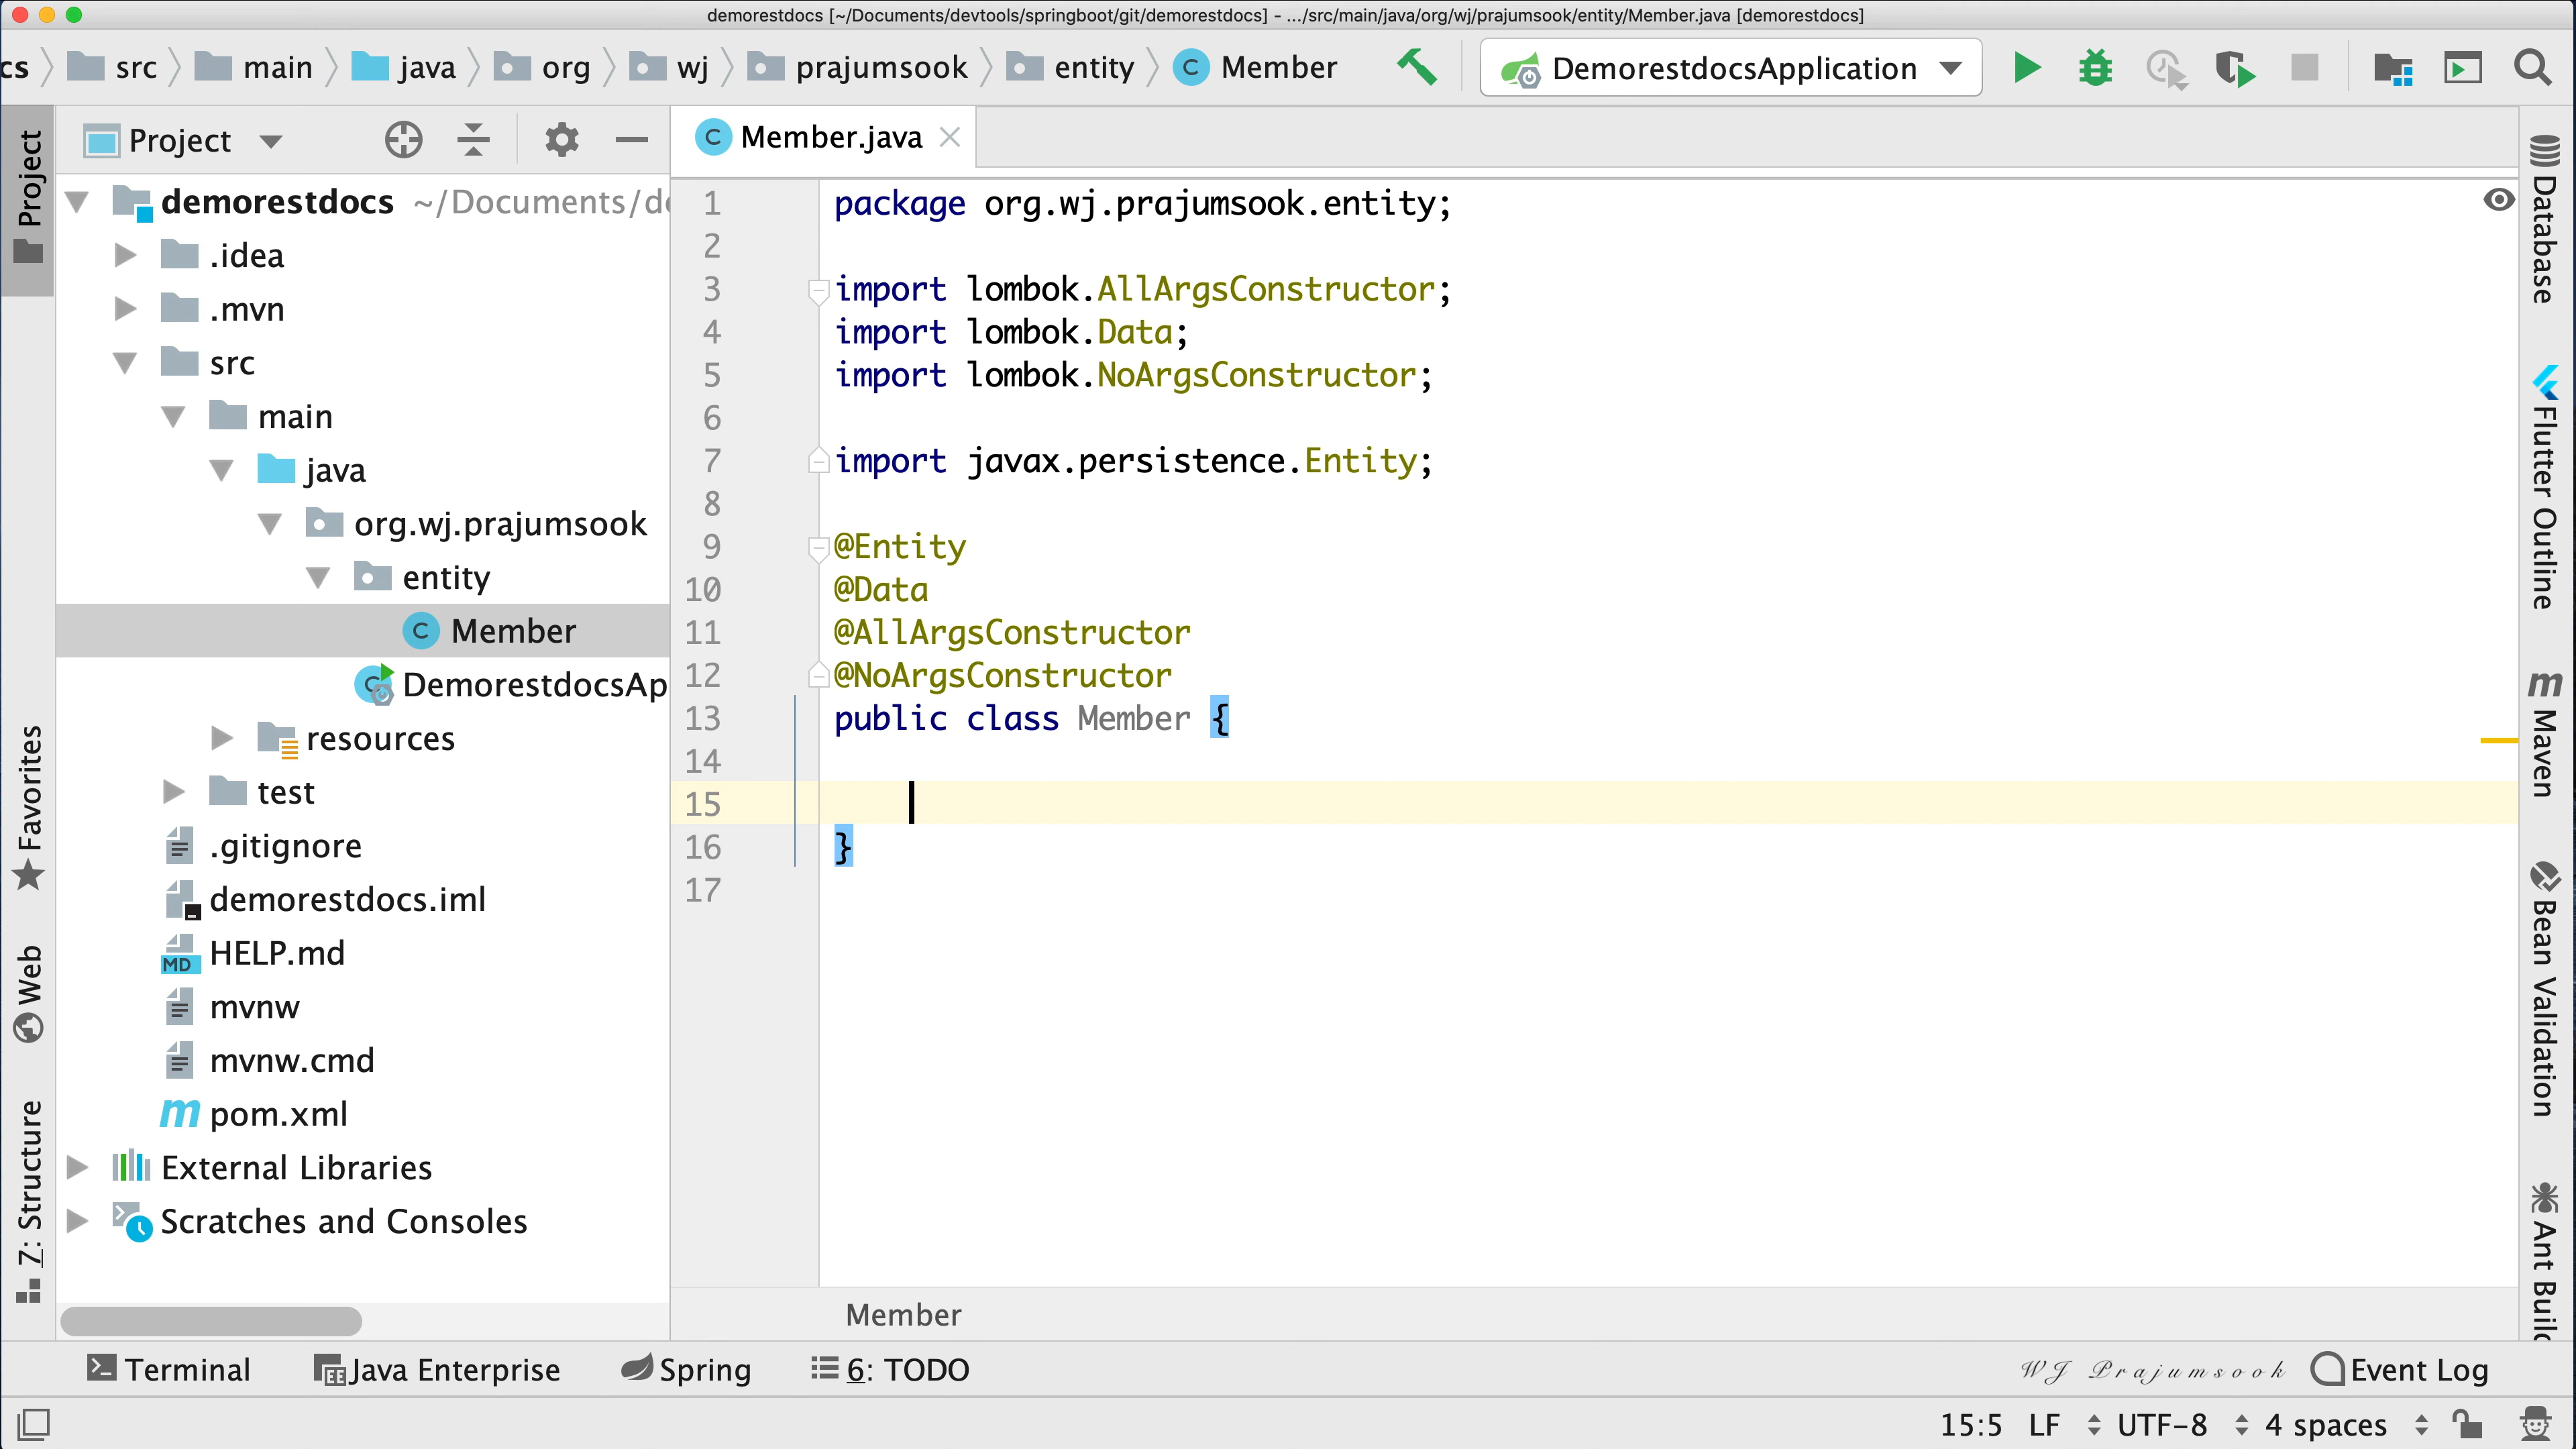 demorestdocs [~/Documents/devtools/springboot/git/demorestdocs] - .../src/main/java/org/wj/prajumsook/entity/Member.java [demorestdocs]
cs src main java org wj prajumsook entity Member DemorestdocsApplication
Project
Member.java
Project
demorestdocs ~/Documents/d
.idea
.mvn
src
main
java
org.wj.prajumsook
entity
Member
DemorestdocsAp
resources
test
.gitignore
demorestdocs.iml
HELP.md
mvnw
mvnw.cmd
pom.xml
External Libraries
Scratches and Consoles
Favorites
Web
Z: Structure
1 package org.wj.prajumsook.entity;
2
3 import lombok.AllArgsConstructor;
4 import lombok.Data;
5 import lombok.NoArgsConstructor;
6
7 import javax.persistence.Entity;
8
9 @Entity
10 @Data
11 @AllArgsConstructor
12 @NoArgsConstructor
13 public class Member {
14
15
16 }
17
Member
Database
Flutter Outline
Maven
Bean Validation
Ant Build
Terminal Java Enterprise Spring 6: TODO WJ Prajumsook Event Log
15:5 LF UTF-8 4 spaces